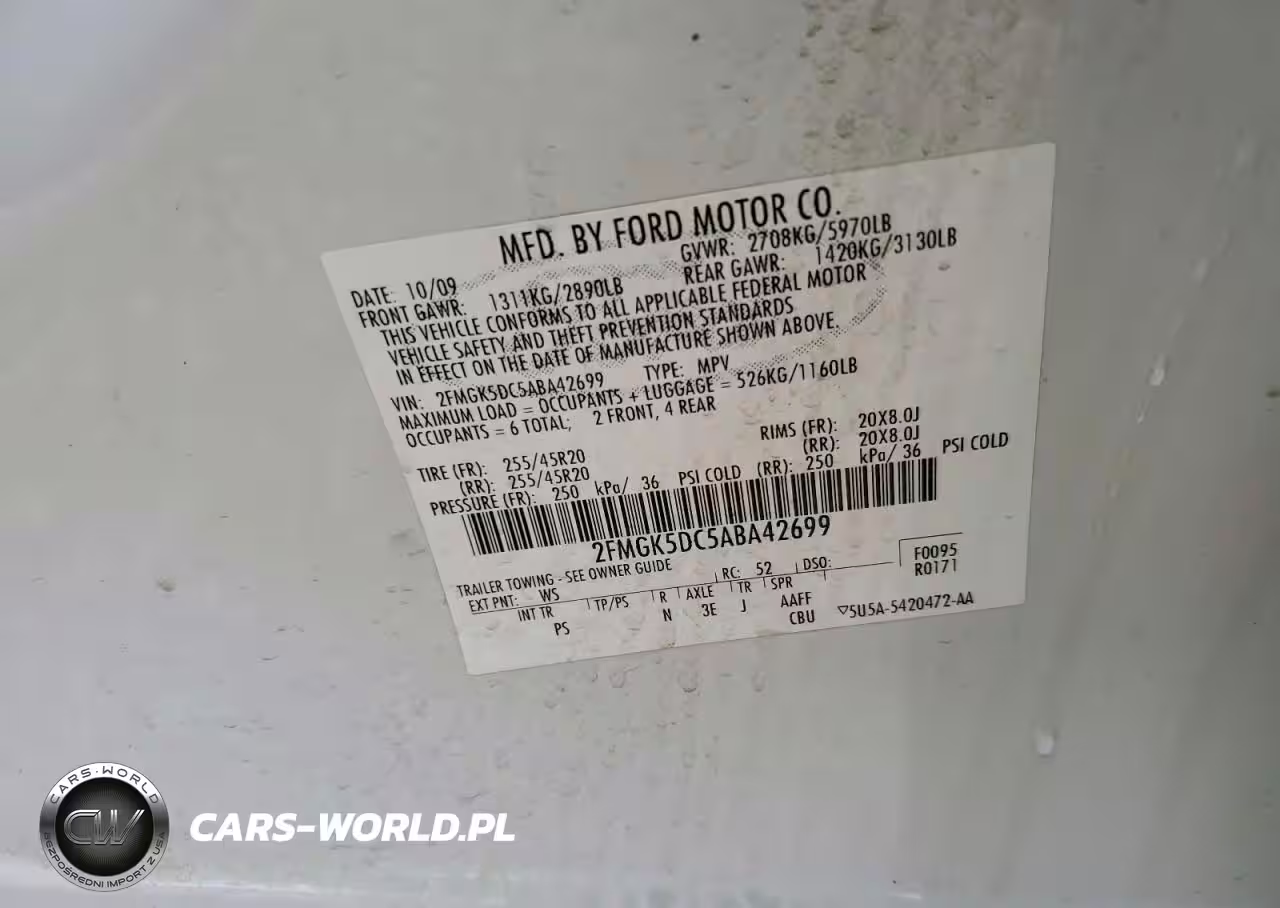 MFD. BY FORD MOTOR CO.
DATE: 10/09 GVWR: 2708KG/5970LB
FRONT GAWR: 1311KG/2890LB REAR GAWR: 1420KG/3130LB
THIS VEHICLE CONFORMS TO ALL APPLICABLE FEDERAL MOTOR
VEHICLE SAFETY AND THEFT PREVENTION STANDARDS
IN EFFECT ON THE DATE OF MANUFACTURE SHOWN ABOVE.
VIN: 2FMGK5DC5ABA42699 TYPE: MPV
MAXIMUM LOAD = OCCUPANTS + LUGGAGE = 526KG/1160LB
OCCUPANTS = 6 TOTAL; 2 FRONT, 4 REAR
TIRE (FR): 255/45R20 RIMS (FR): 20X8.0J
(RR): 255/45R20 (RR): 20X8.0J
PRESSURE (FR): 250 kPa/ 36 PSI COLD (RR): 250 kPa/ 36 PSI COLD
2FMGK5DC5ABA42699
TRAILER TOWING - SEE OWNER GUIDE
EXT PNT: WS RC: 52 DSO: F0095
R0171
INT TR TP/PS R AXLE TR SPR
PS N 3E J AAFF
CBU
▽5U5A-5420472-AA
CARS-WORLD
CW
BEZPOŚREDNI IMPORT Z USA
CARS-WORLD.PL